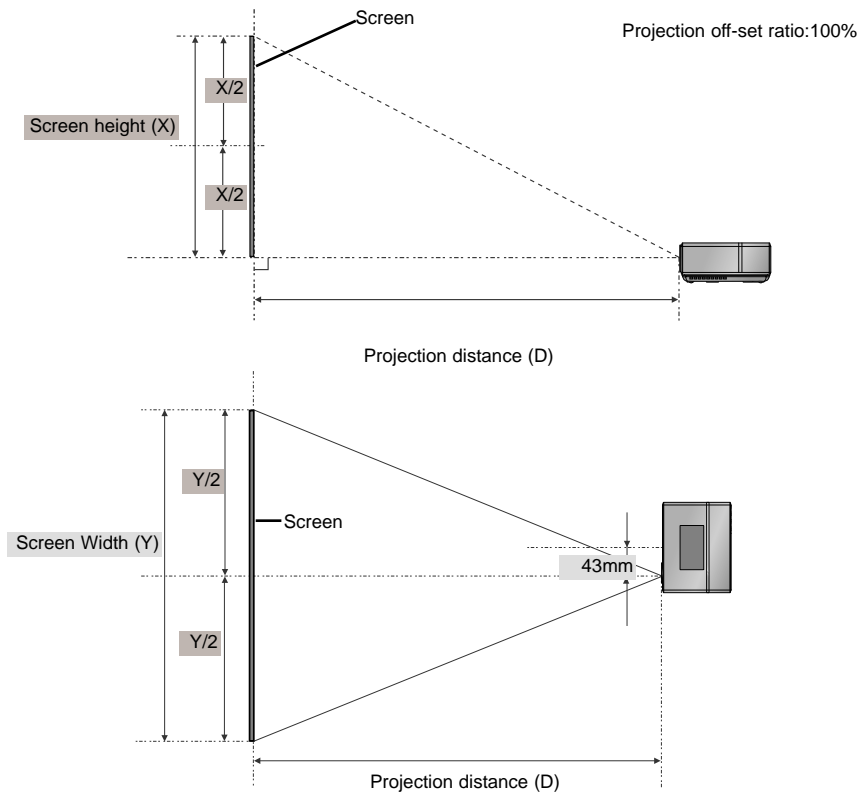 Screen
Projection off-set ratio:100%
X/2
Screen height (X)
X/2
Projection distance (D)
Y/2
Screen
Screen Width (Y)
43mm
Y/2
Projection distance (D)